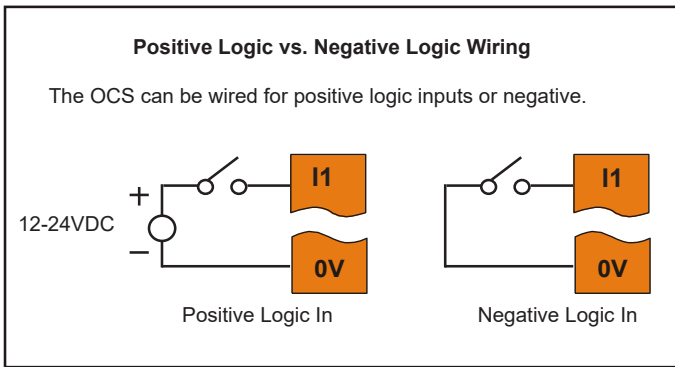 Positive Logic vs. Negative Logic Wiring
The OCS can be wired for positive logic inputs or negative.
I1
+
12-24VDC
–
0V
Positive Logic In
I1
0V
Negative Logic In